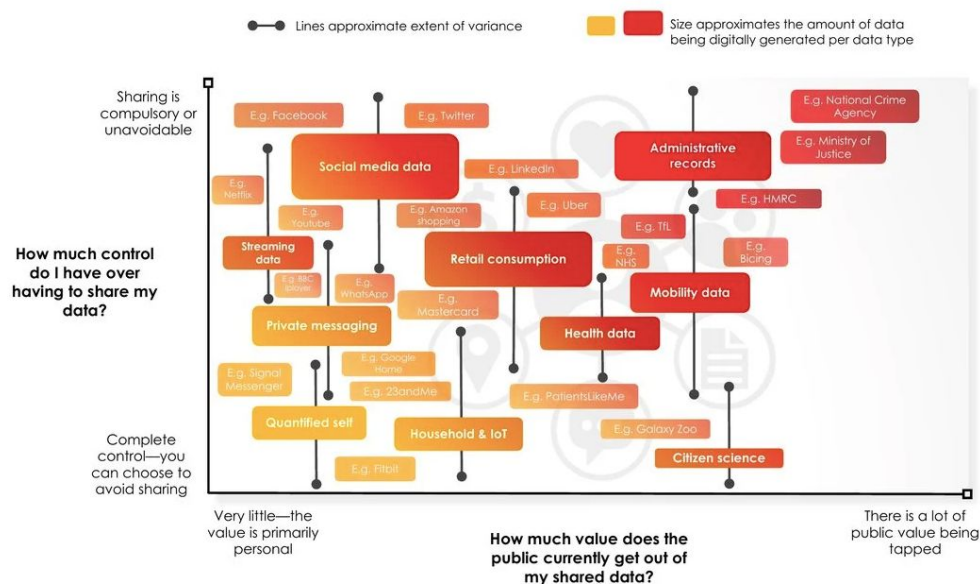 Lines approximate extent of variance
Size approximates the amount of data
being digitally generated per data type
Sharing is
compulsory or
unavoidable
How much control
do I have over
having to share my
data?
Complete
control—you
can choose to
avoid sharing
E.g. Facebook
E.g. Twitter
Social media data
E.g. LinkedIn
E.g.
Netflix
E.g.
Youtube
E.g. Amazon
shopping
E.g. Uber
Streaming
data
E.g. BBC
iplayer
E.g.
WhatsApp
Retail consumption
E.g.
Mastercard
Private messaging
E.g. Signal
Messenger
E.g. Google
Home
E.g. 23andMe
Quantified self
E.g. Fitbit
Household & IoT
E.g. National Crime
Agency
Administrative
records
E.g. Ministry of
Justice
E.g. HMRC
E.g. TfL
E.g.
NHS
E.g.
Bicing
Mobility data
Health data
E.g. PatientsLikeMe
E.g. Galaxy Zoo
Citizen science
Very little—the
value is primarily
personal
How much value does the
public currently get out of
my shared data?
There is a lot of
public value being
tapped